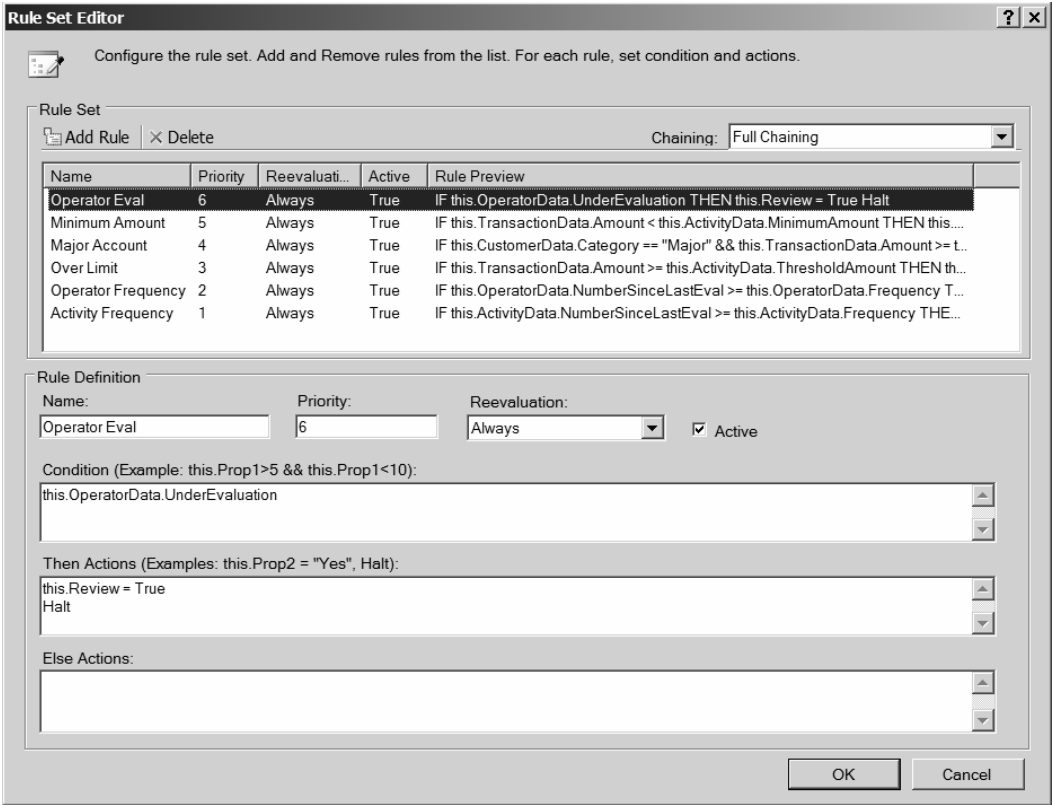 Rule Set Editor
Configure the rule set. Add and Remove rules from the list. For each rule, set condition and actions.
Rule Set
Add Rule Delete Chaining: Full Chaining
Name Priority Reevaluati... Active Rule Preview
Operator Eval 6 Always True IF this.OperatorData.UnderEvaluation THEN this.Review = True Halt
Minimum Amount 5 Always True IF this.TransactionData.Amount < this.ActivityData.MinimumAmount THEN this....
Major Account 4 Always True IF this.CustomerData.Category == "Major" && this.TransactionData.Amount >= t...
Over Limit 3 Always True IF this.TransactionData.Amount >= this.ActivityData.ThresholdAmount THEN th...
Operator Frequency 2 Always True IF this.OperatorData.NumberSinceLastEval >= this.OperatorData.Frequency T...
Activity Frequency 1 Always True IF this.ActivityData.NumberSinceLastEval >= this.ActivityData.Frequency THE...
Rule Definition
Name: Priority: Reevaluation:
Operator Eval 6 Always Active
Condition (Example: this.Prop1>5 && this.Prop1<10):
this.OperatorData.UnderEvaluation
Then Actions (Examples: this.Prop2 = "Yes", Halt):
this.Review = True
Halt
Else Actions:
OK Cancel